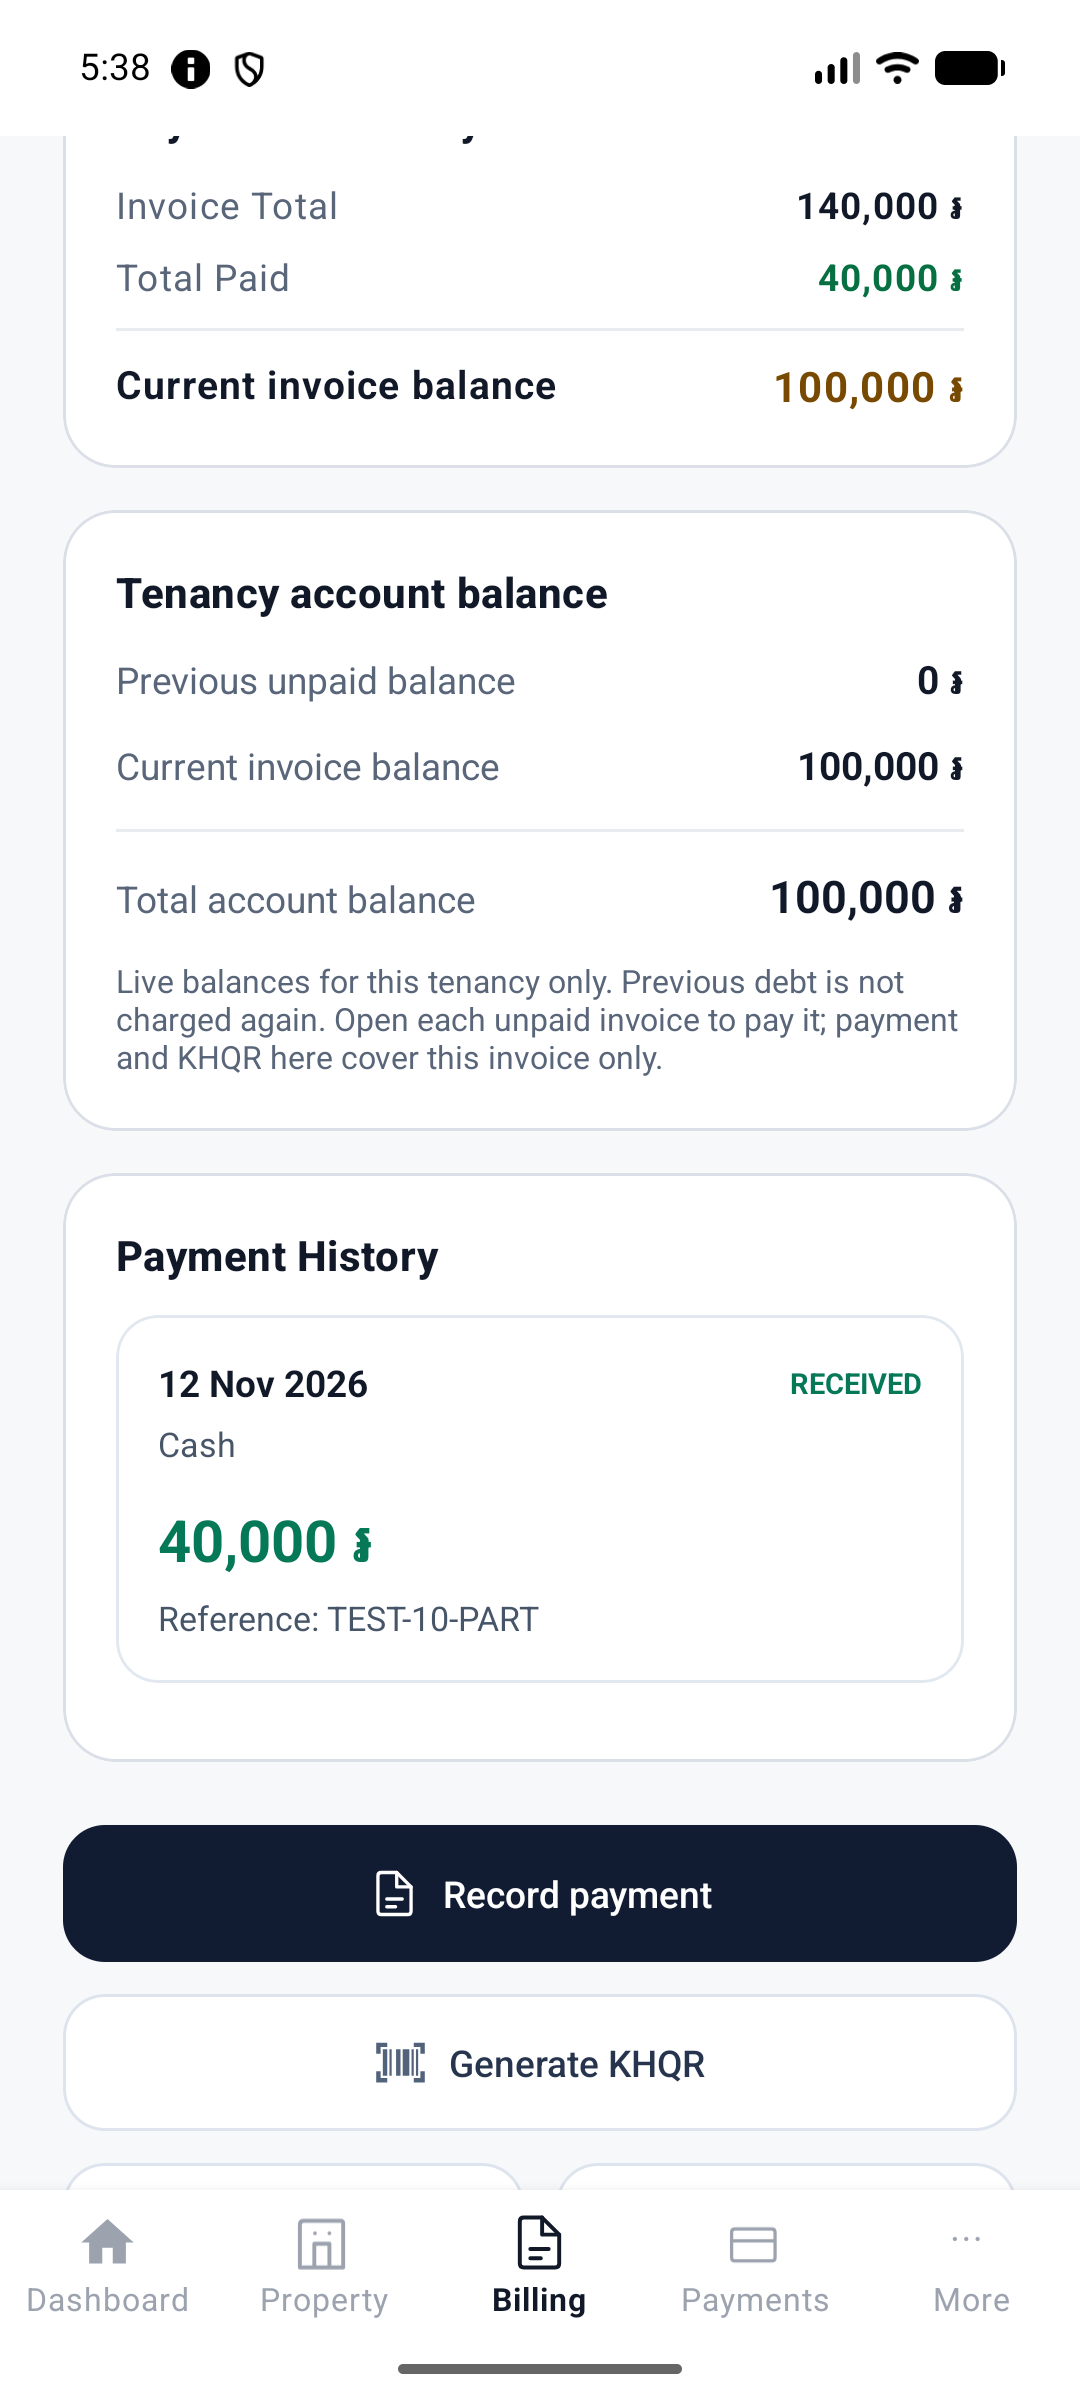 5:38
Invoice Total 140,000 ៛
Total Paid 40,000 ៛
Current invoice balance 100,000 ៛
Tenancy account balance
Previous unpaid balance 0 ៛
Current invoice balance 100,000 ៛
Total account balance 100,000 ៛
Live balances for this tenancy only. Previous debt is not
charged again. Open each unpaid invoice to pay it; payment
and KHQR here cover this invoice only.
Payment History
12 Nov 2026 RECEIVED
Cash
40,000 ៛
Reference: TEST-10-PART
Record payment
Generate KHQR
Dashboard Property Billing Payments More